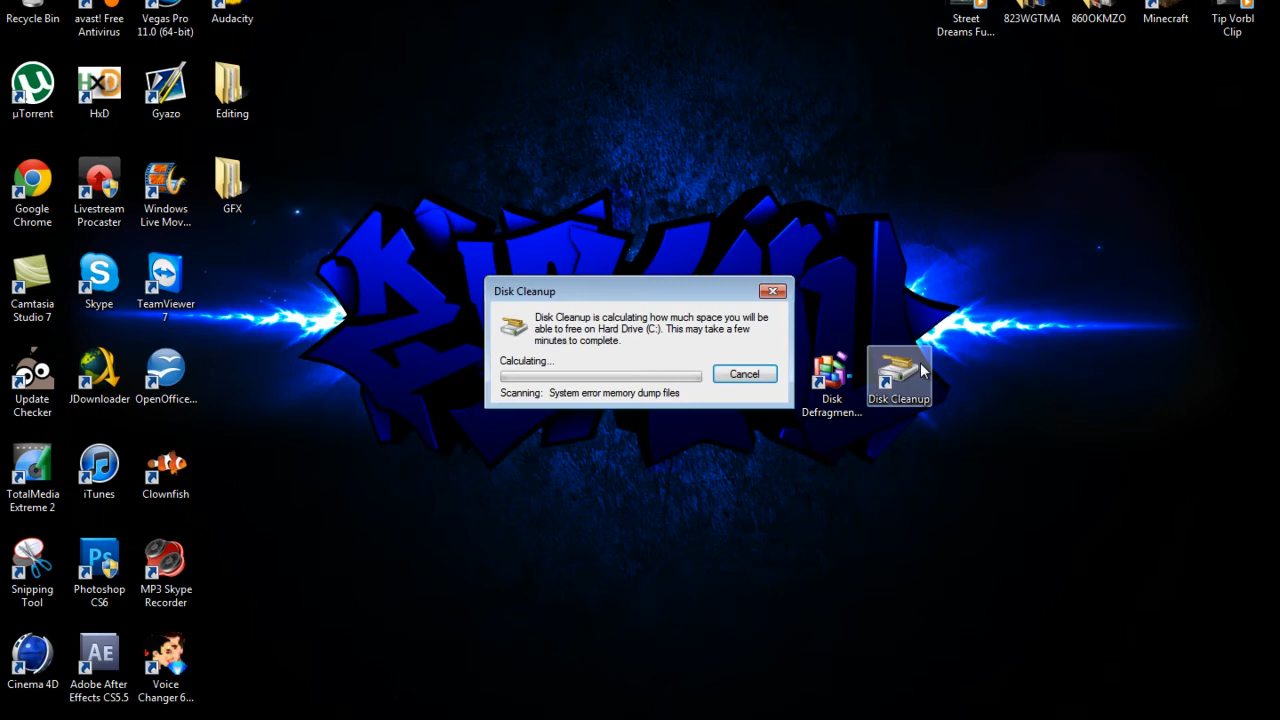 Recycle Bin
avast! Free
Antivirus
Vegas Pro
11.0 (64-bit)
Audacity
Street
Dreams Fu...
823WGTMA
860OKMZO
Minecraft
Tip Vorbl
Clip
µTorrent
HxD
HxD
Gyazo
Editing
Google
Chrome
Livestream
Procaster
Windows
Live Mov...
GFX
Camtasia
Studio 7
Skype
TeamViewer
7
Disk Cleanup
Disk Cleanup is calculating how much space you will be
able to free on Hard Drive (C:). This may take a few
minutes to complete.
Calculating...
Cancel
Scanning: System error memory dump files
Disk
Defragmen...
Disk Cleanup
Update
Checker
JDownloader
OpenOffice...
TotalMedia
Extreme 2
iTunes
Clownfish
Snipping
Tool
Ps
Photoshop
CS6
MP3 Skype
Recorder
Cinema 4D
AE
Adobe After
Effects CS5.5
Voice
Changer 6...